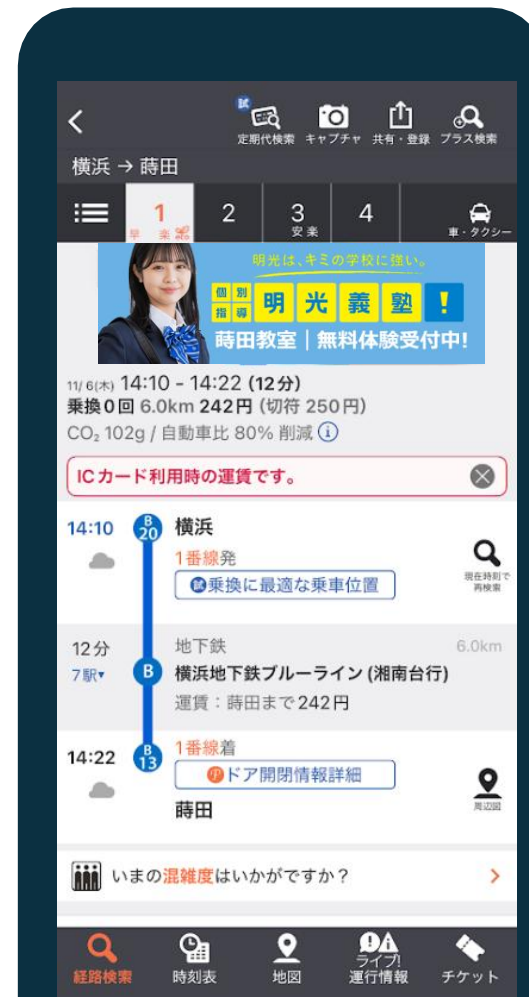 試
定期代検索 キャプチャ 共有・登録 プラス検索
横浜 → 蒔田
1 2 3 4
早 楽 安楽 車・タクシー
明光は、キミの学校に強い。
個別指導 明光義塾!
蒔田教室｜無料体験受付中!
11/ 6(木) 14:10 - 14:22 (12分)
乗換0回 6.0km 242円 (切符 250円)
CO₂ 102g / 自動車比 80% 削減 i
ICカード利用時の運賃です。
14:10 B20 横浜
1番線発
試 乗換に最適な乗車位置
現在時刻で
再検索
12分 地下鉄 6.0km
7駅▾ B 横浜地下鉄ブルーライン (湘南台行)
運賃：蒔田まで242円
14:22 B13 1番線着
P ドア開閉情報詳細
蒔田
周辺図
いまの混雑度はいかがですか？
経路検索 時刻表 地図 ライブ!運行情報 チケット